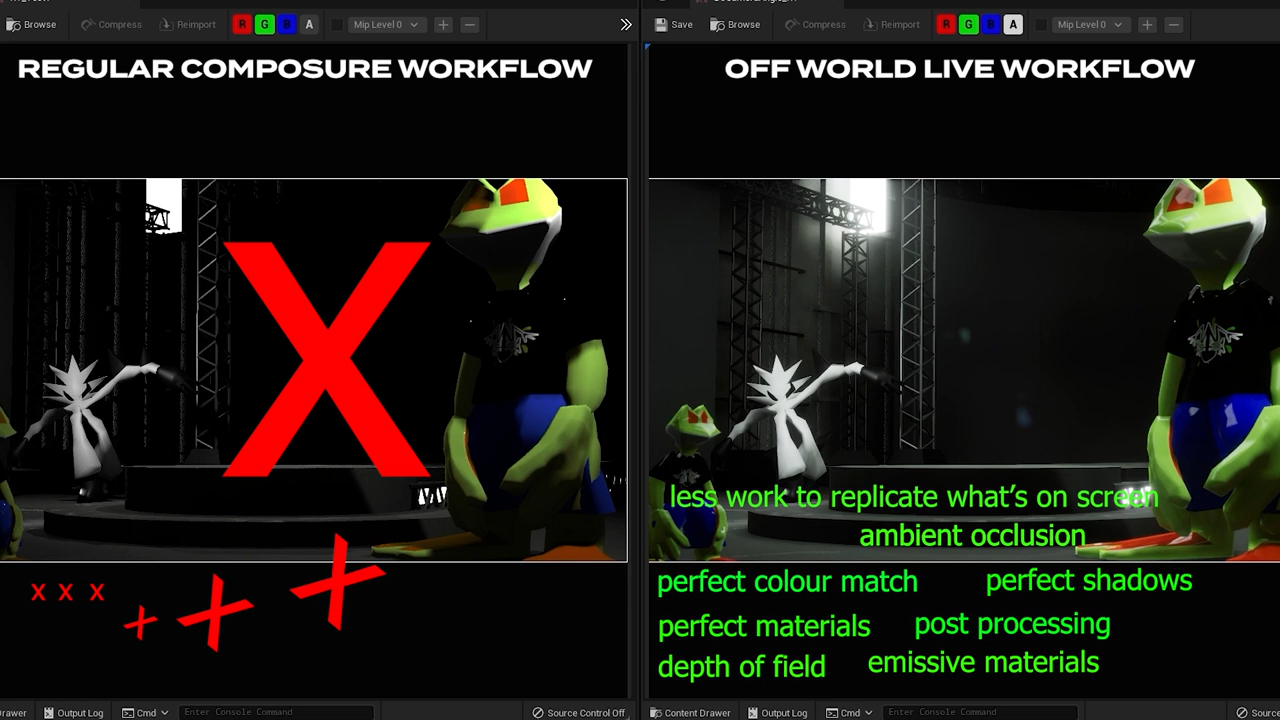 Browse Compress Reimport R G B A Mip Level 0
Save Browse Compress Reimport R G B A Mip Level 0
REGULAR COMPOSURE WORKFLOW
OFF WORLD LIVE WORKFLOW
X
x x x
less work to replicate what's on screen
ambient occlusion
perfect colour match perfect shadows
perfect materials post processing
depth of field emissive materials
Drawer Output Log Cmd Enter Console Command Source Control Off
Content Drawer Output Log Cmd Enter Console Command Source